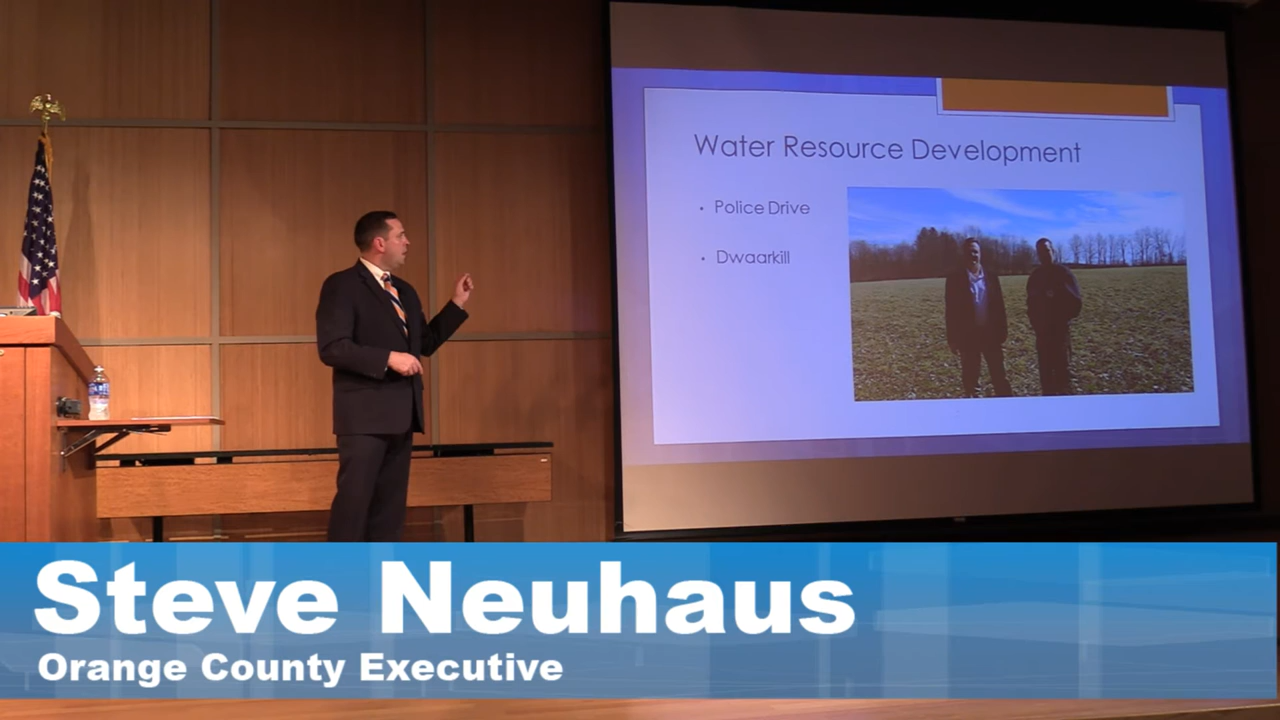 Water Resource Development
• Police Drive
• Dwaarkill
Steve Neuhaus
Orange County Executive